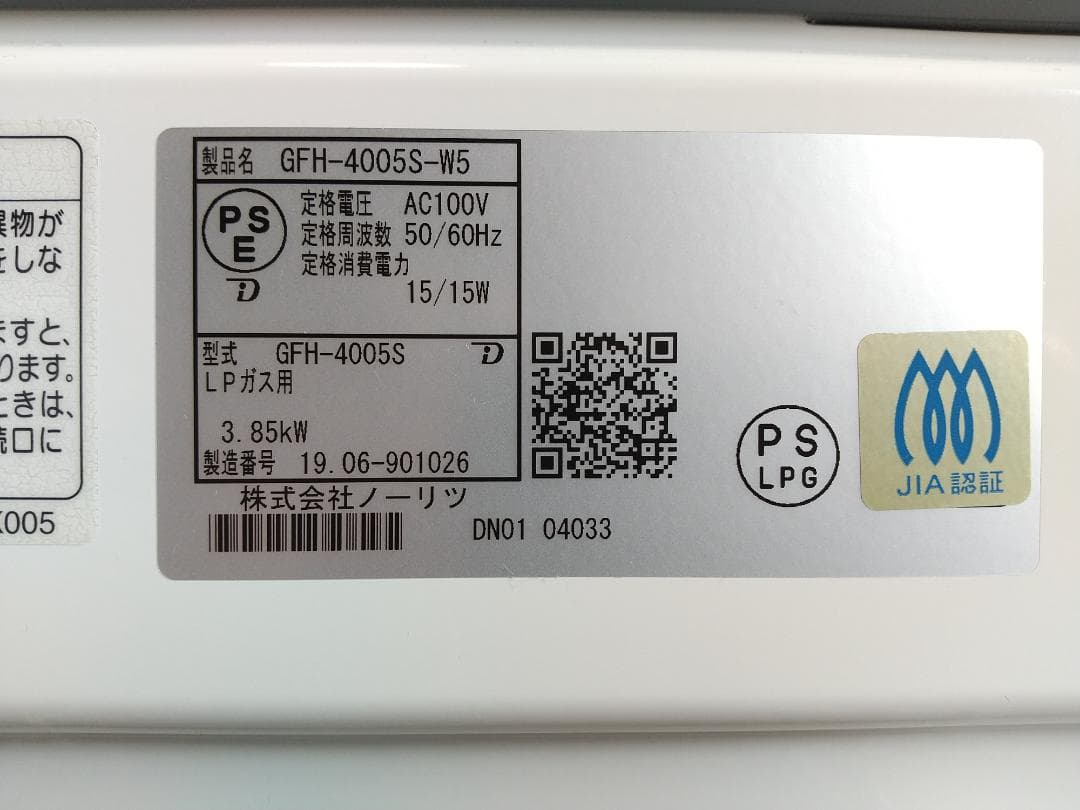 異物が
をしな
ますと、
ります。
ときは、
続口に
K005
製品名 GFH-4005S-W5
PS
E
定格電圧 AC100V
定格周波数 50/60Hz
定格消費電力
15/15W
型式 GFH-4005S
LPガス用
3.85kW
製造番号 19.06-901026
株式会社ノーリツ
DN01 04033
PS
LPG
JIA認証